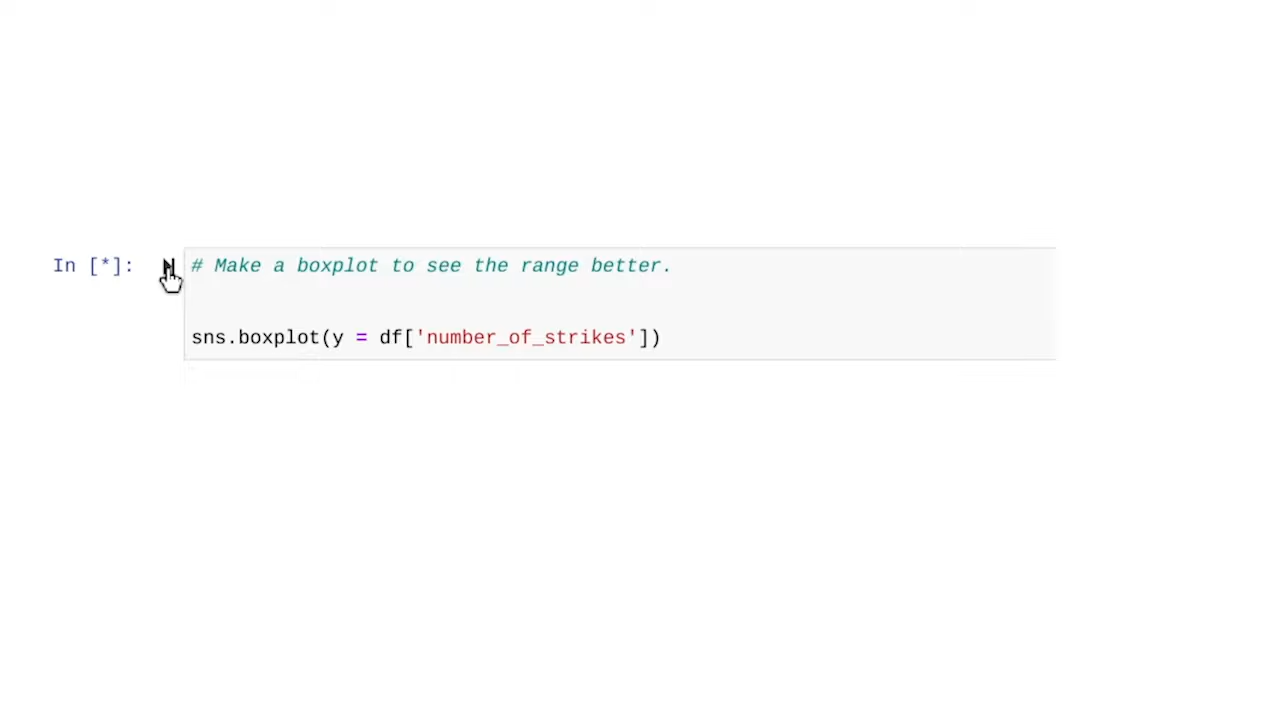 In [*]:
# Make a boxplot to see the range better.
sns.boxplot(y = df['number_of_strikes'])